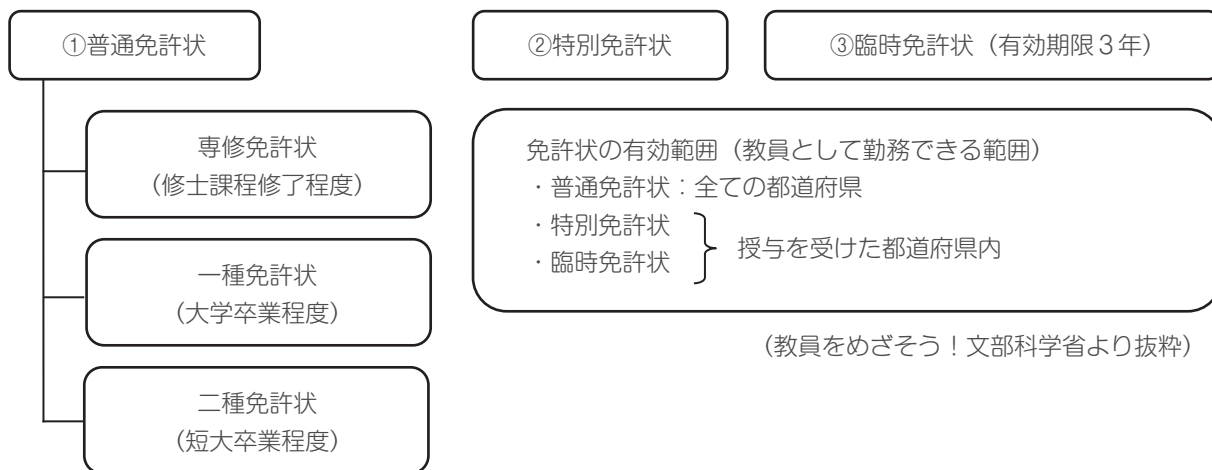 ①普通免許状
②特別免許状
③臨時免許状（有効期限３年）
専修免許状
（修士課程修了程度）
一種免許状
（大学卒業程度）
二種免許状
（短大卒業程度）
免許状の有効範囲（教員として勤務できる範囲）
・普通免許状：全ての都道府県
・特別免許状
・臨時免許状
授与を受けた都道府県内
（教員をめざそう！文部科学省より抜粋）